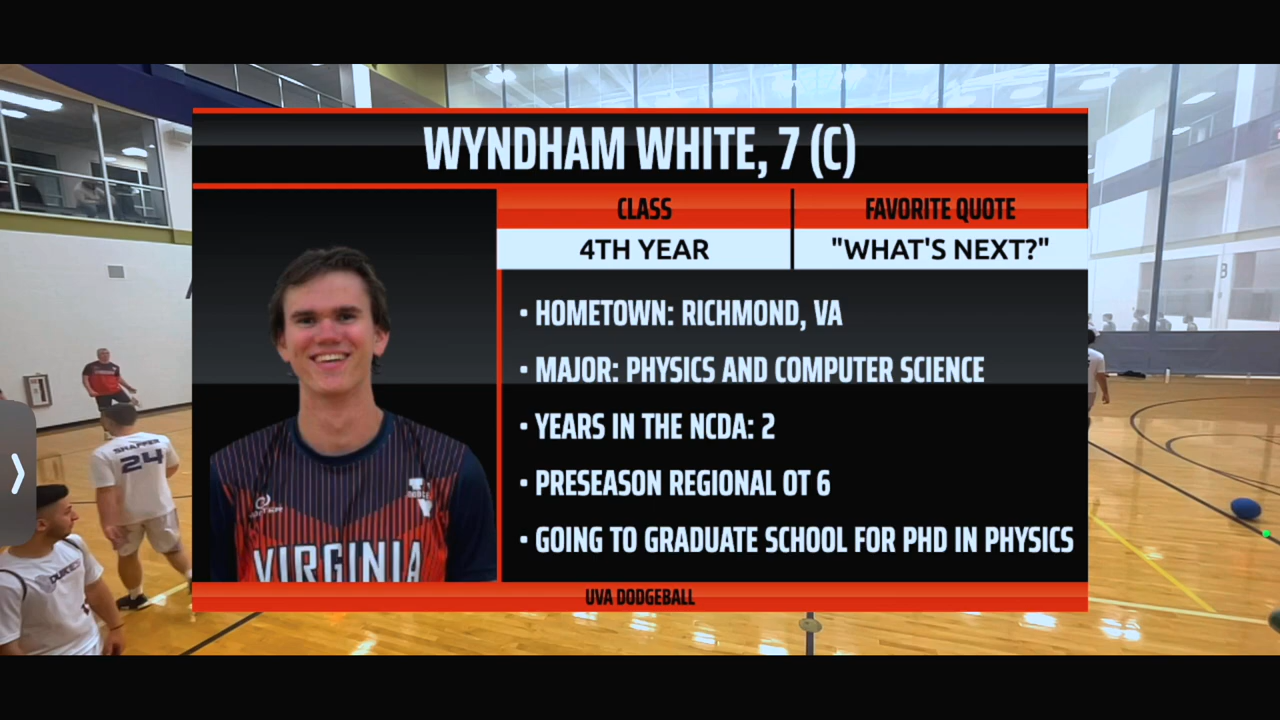 WYNDHAM WHITE, 7 (C)
CLASS
FAVORITE QUOTE
4TH YEAR
"WHAT'S NEXT?"
• HOMETOWN: RICHMOND, VA
• MAJOR: PHYSICS AND COMPUTER SCIENCE
• YEARS IN THE NCDA: 2
• PRESEASON REGIONAL OT 6
• GOING TO GRADUATE SCHOOL FOR PHD IN PHYSICS
VIRGINIA
UVA DODGEBALL
SHAFFER
24